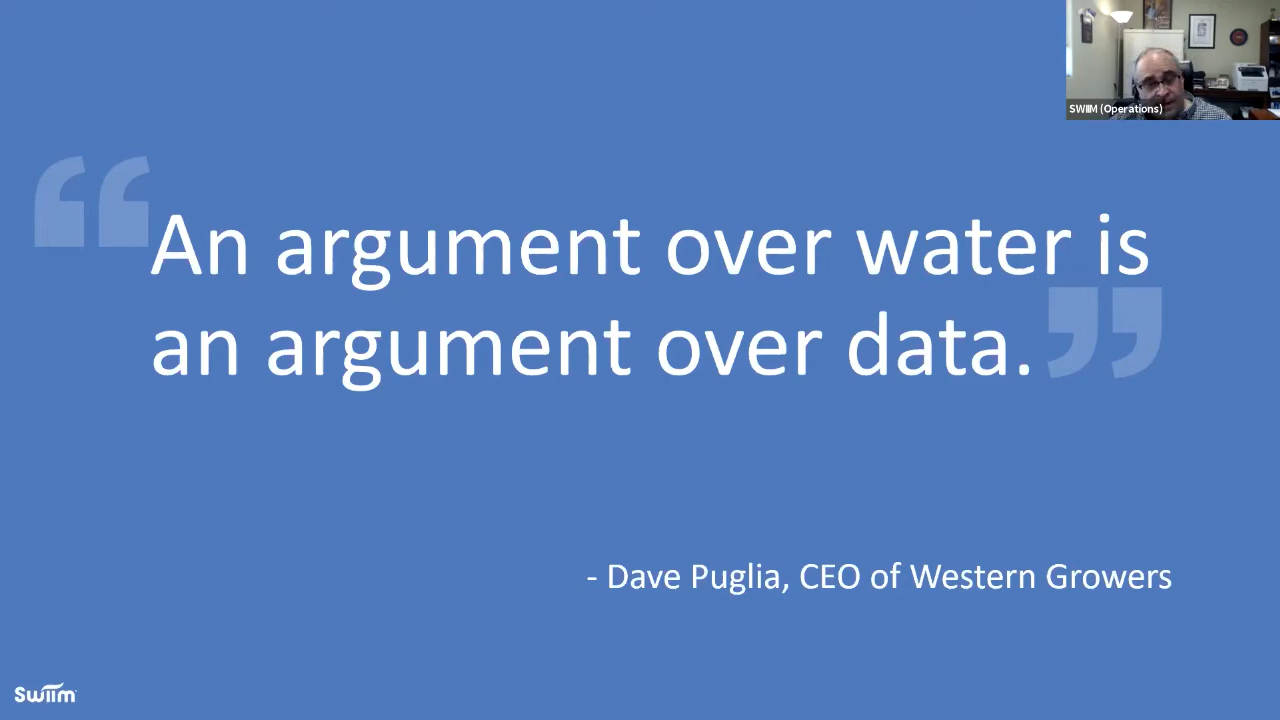 SWIIM (Operations)
“An argument over water is
an argument over data.”
- Dave Puglia, CEO of Western Growers
Swiim